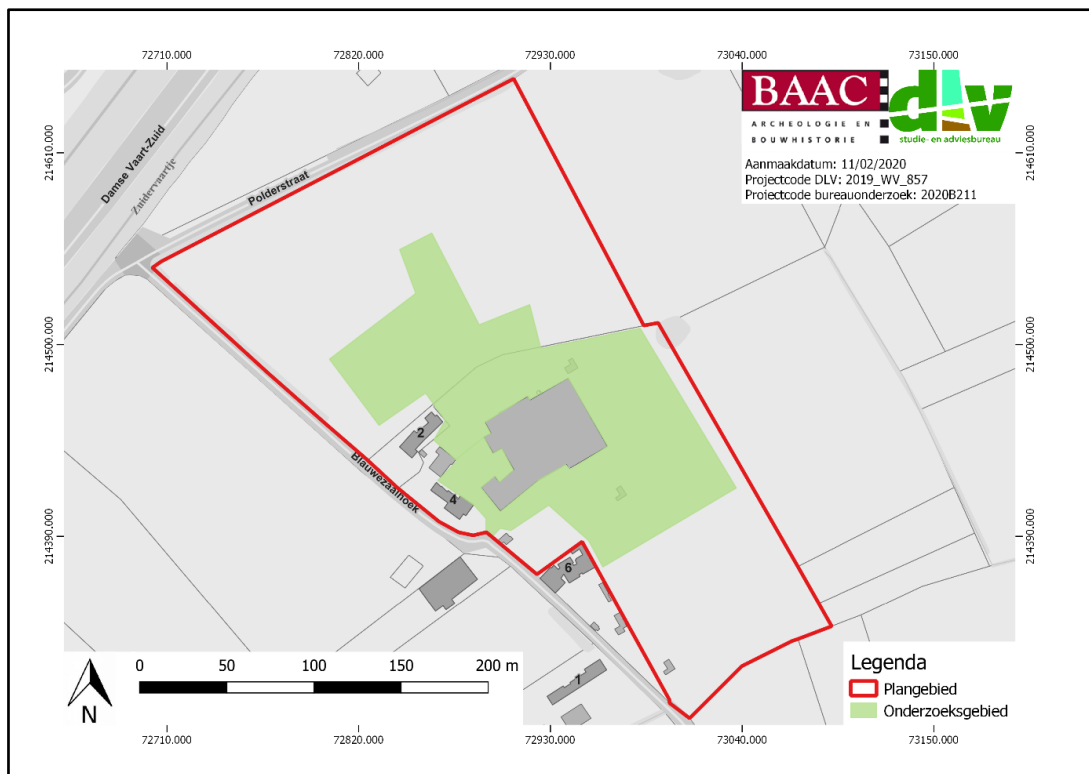 72710.000 72820.000 72930.000 73040.000 73150.000
BAAC
ARCHEOLOGIE EN
BOUWHISTORIE
dlv
studie- en adviesbureau
Aanmaakdatum: 11/02/2020
Projectcode DLV: 2019_WV_857
Projectcode bureauonderzoek: 2020B211
214610.000
214610.000
Damse Vaart-Zuid
Zuidervaartje
Polderstraat
214500.000
214500.000
2
Blauwezaalhoek
4
214390.000
214390.000
6
1
N
0 50 100 150 200 m
Legenda
Plangebied
Onderzoeksgebied
72710.000 72820.000 72930.000 73040.000 73150.000